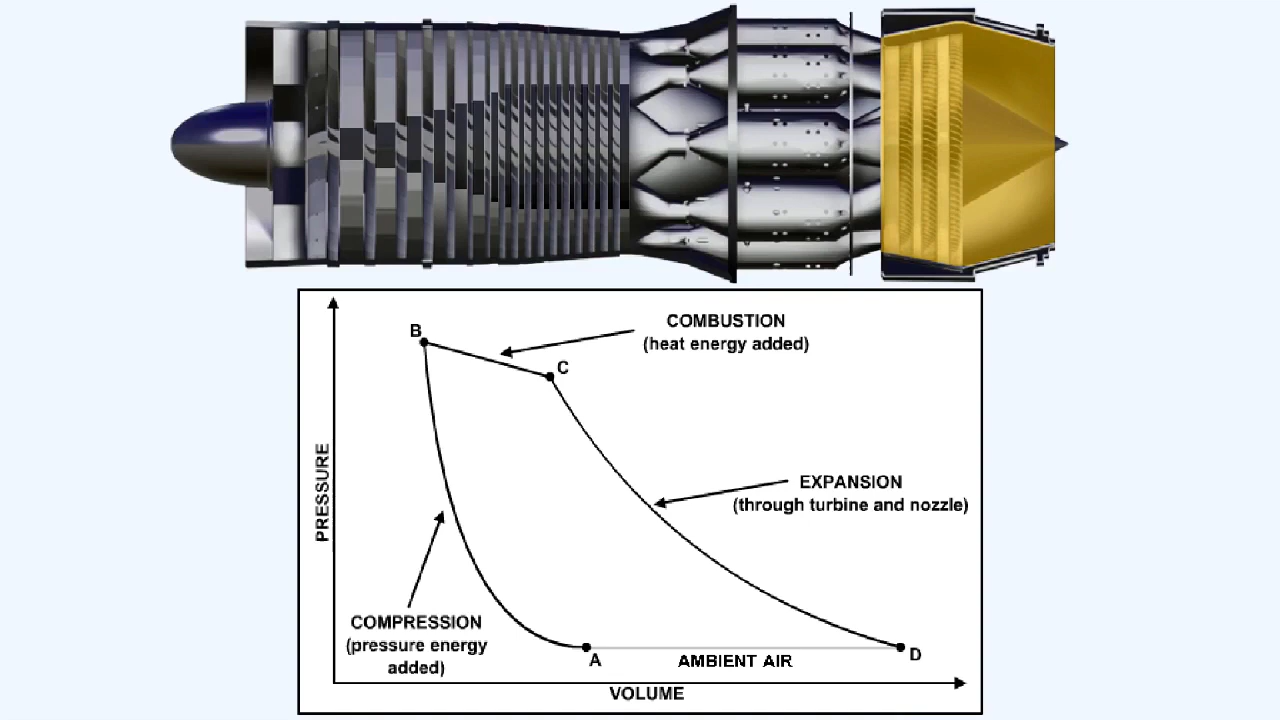 B
COMBUSTION
(heat energy added)
C
EXPANSION
(through turbine and nozzle)
PRESSURE
COMPRESSION
(pressure energy
added)
A
AMBIENT AIR
D
VOLUME